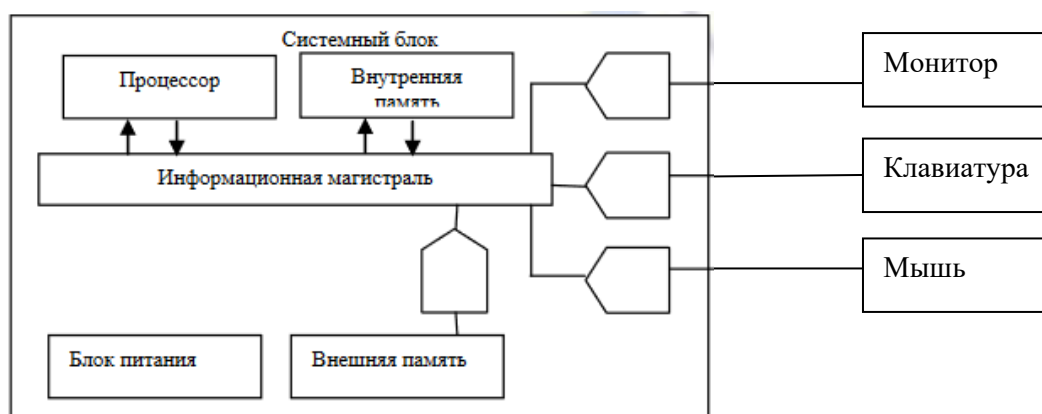 Системный блок
Процессор
Внутренняя
память
Информационная магистраль
Блок питания
Внешняя память
Монитор
Клавиатура
Мышь